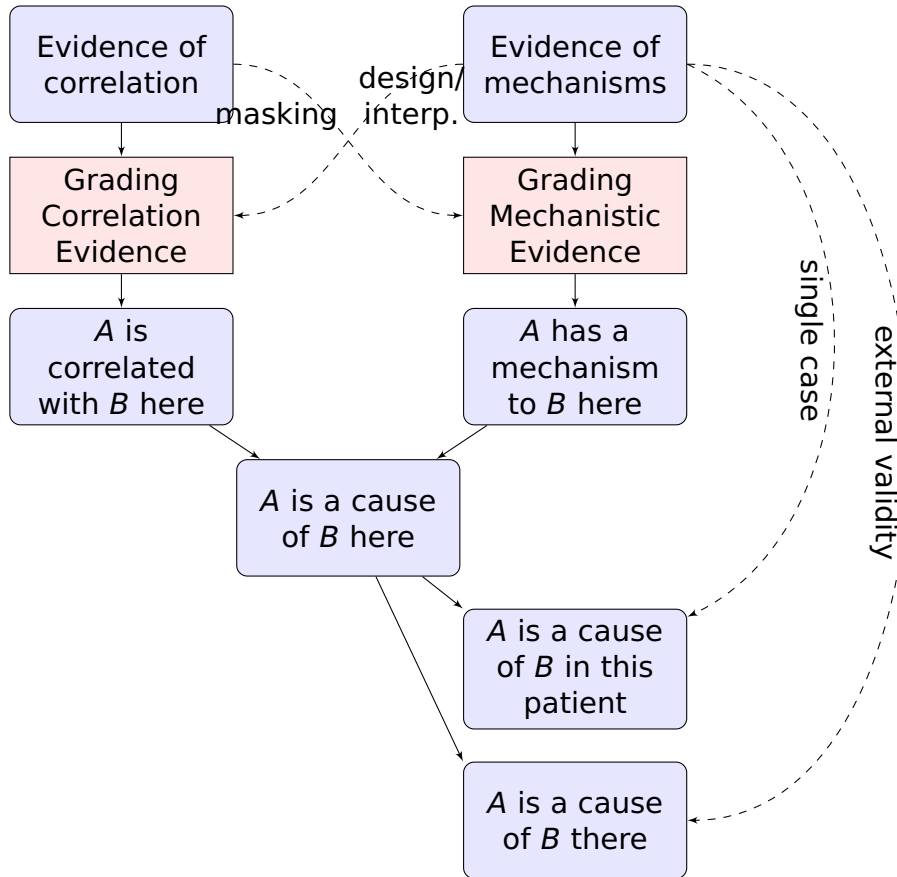 Evidence of
correlation
Evidence of
mechanisms
masking
design/
interp.
Grading
Correlation
Evidence
Grading
Mechanistic
Evidence
single case
external validity
A is
correlated
with B here
A has a
mechanism
to B here
A is a cause
of B here
A is a cause
of B in this
patient
A is a cause
of B there